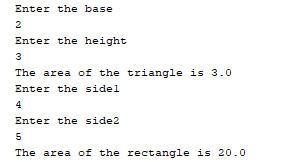 Enter the base
2
Enter the height
3
The area of the triangle is 3.0
Enter the side1
4
Enter the side2
5
The area of the rectangle is 20.0